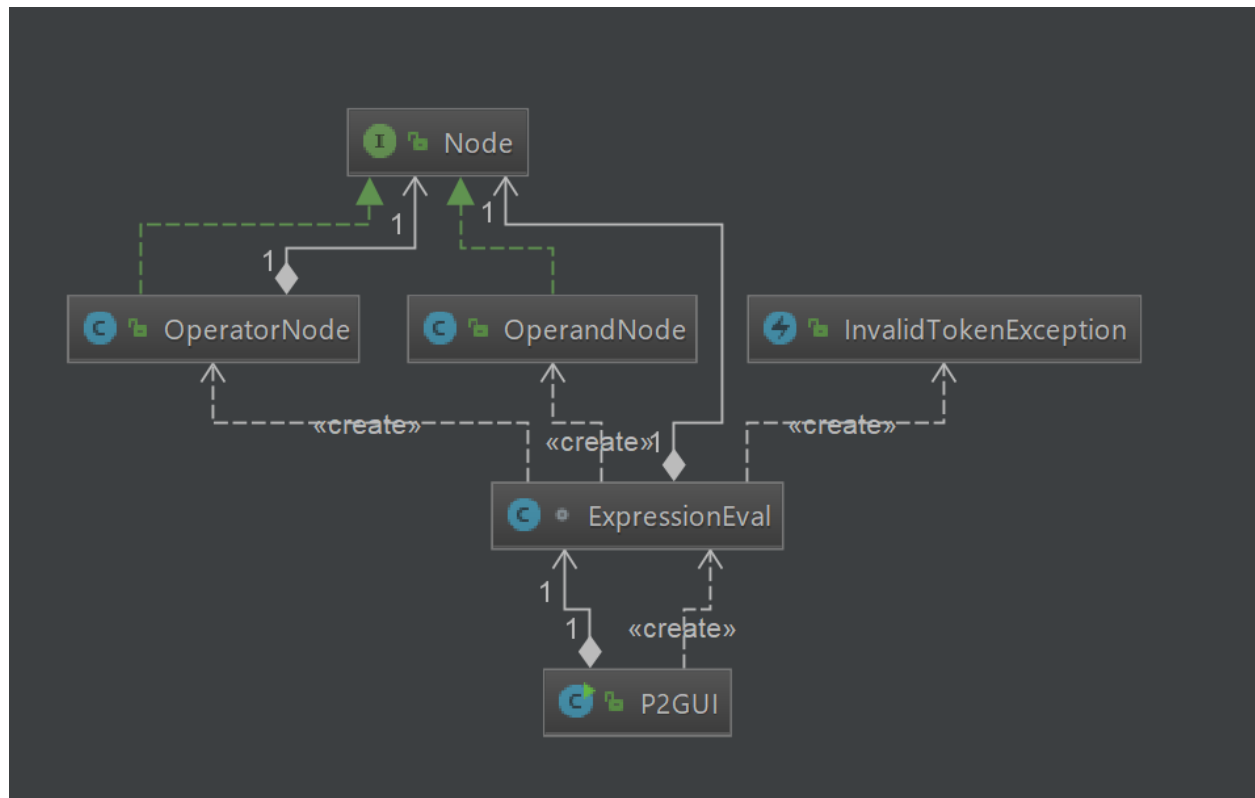 I Node
1
1
1
C OperatorNode
C OperandNode
InvalidTokenException
«create»
«create»
1
«create»
C ExpressionEval
1
1
«create»
C P2GUI